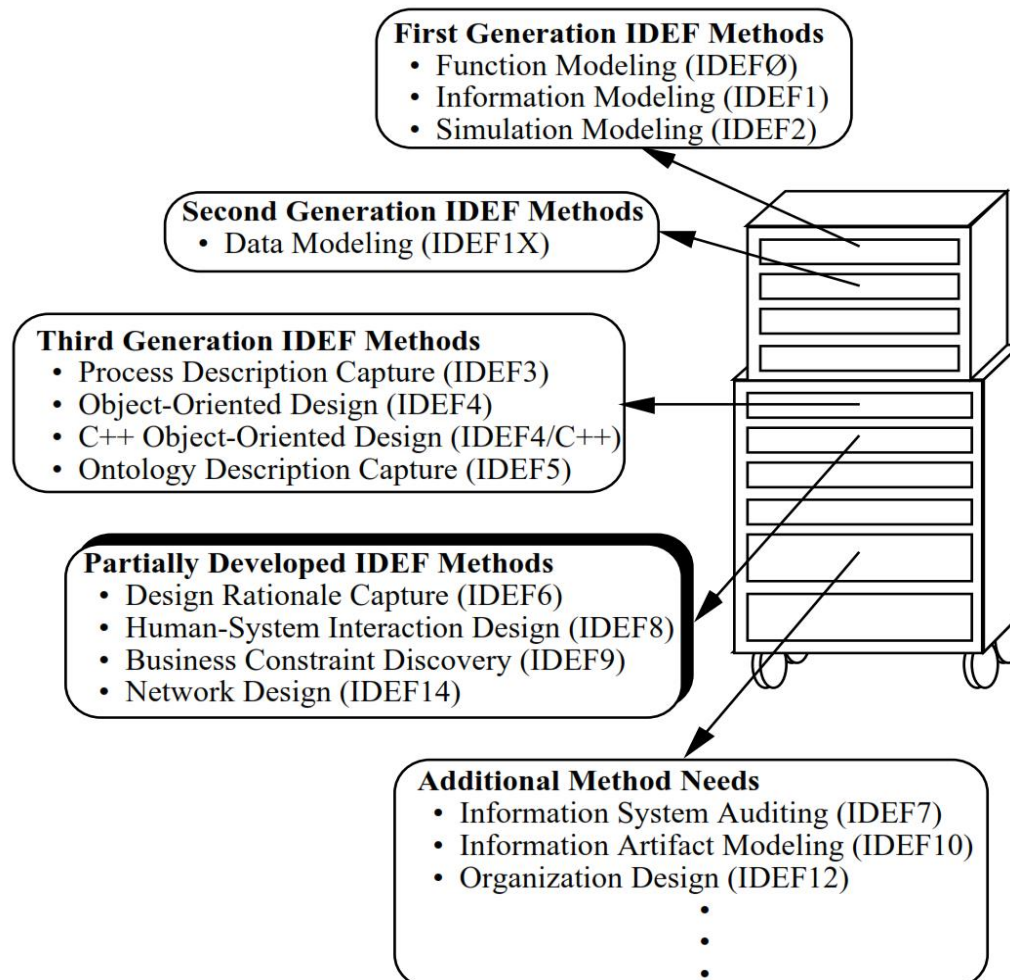 First Generation IDEF Methods
• Function Modeling (IDEFØ)
• Information Modeling (IDEF1)
• Simulation Modeling (IDEF2)
Second Generation IDEF Methods
• Data Modeling (IDEF1X)
Third Generation IDEF Methods
• Process Description Capture (IDEF3)
• Object-Oriented Design (IDEF4)
• C++ Object-Oriented Design (IDEF4/C++)
• Ontology Description Capture (IDEF5)
Partially Developed IDEF Methods
• Design Rationale Capture (IDEF6)
• Human-System Interaction Design (IDEF8)
• Business Constraint Discovery (IDEF9)
• Network Design (IDEF14)
Additional Method Needs
• Information System Auditing (IDEF7)
• Information Artifact Modeling (IDEF10)
• Organization Design (IDEF12)
•
•
•